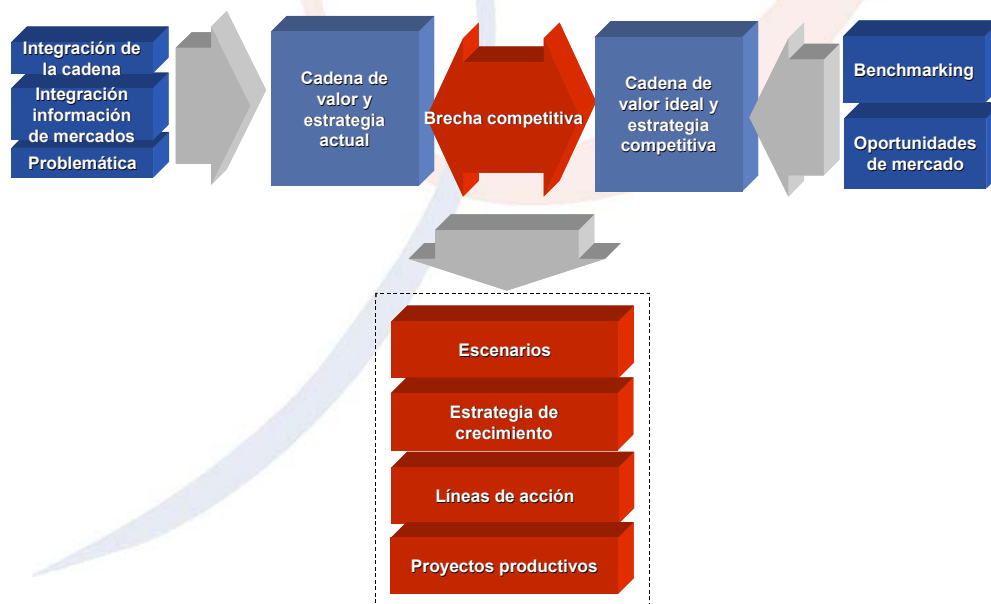 Integración de
la cadena
Integración
información
de mercados
Problemática
Cadena de
valor y
estrategia
actual
Brecha competitiva
Cadena de
valor ideal y
estrategia
competitiva
Benchmarking
Oportunidades
de mercado
Escenarios
Estrategia de
crecimiento
Líneas de acción
Proyectos productivos